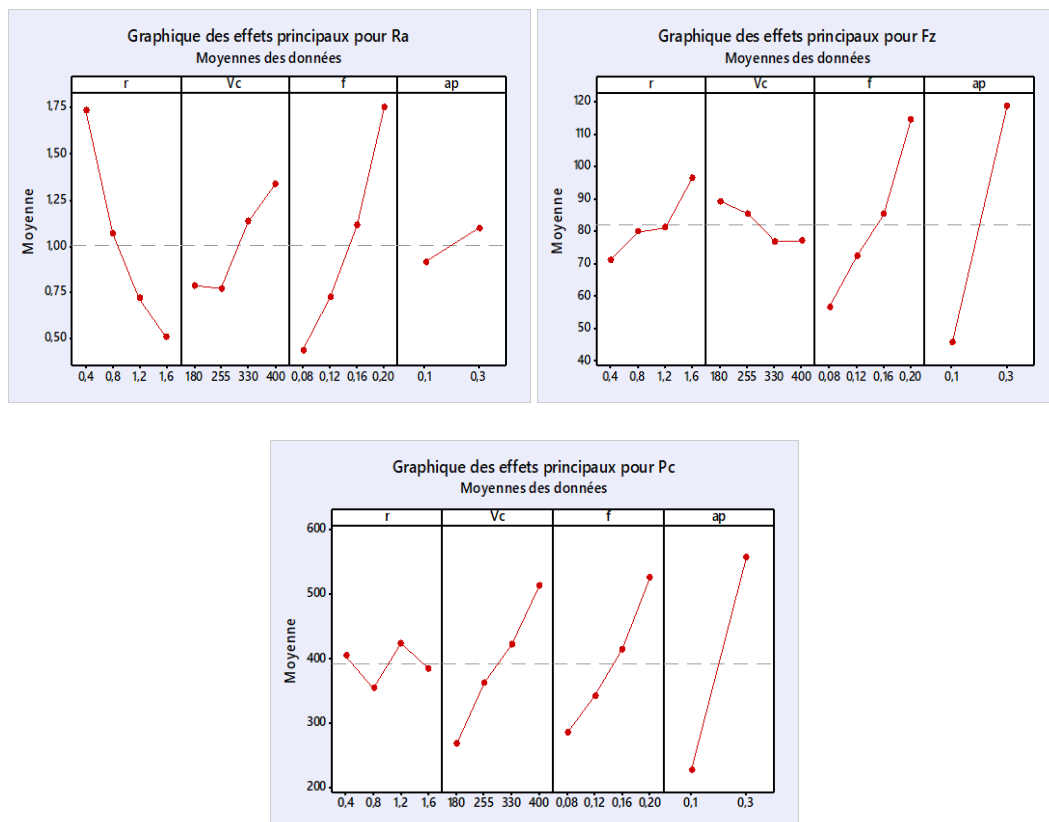 Graphique des effets principaux pour Ra
Moyennes des données
r Vc f ap
1,75
1,50
1,25
1,00
0,75
0,50
Moyenne
0,4 0,8 1,2 1,6 180 255 330 400 0,08 0,12 0,16 0,20 0,1 0,3
Graphique des effets principaux pour Fz
Moyennes des données
r Vc f ap
120
110
100
90
80
70
60
50
40
Moyenne
0,4 0,8 1,2 1,6 180 255 330 400 0,08 0,12 0,16 0,20 0,1 0,3
Graphique des effets principaux pour Pc
Moyennes des données
r Vc f ap
600
500
400
300
200
Moyenne
0,4 0,8 1,2 1,6 180 255 330 400 0,08 0,12 0,16 0,20 0,1 0,3